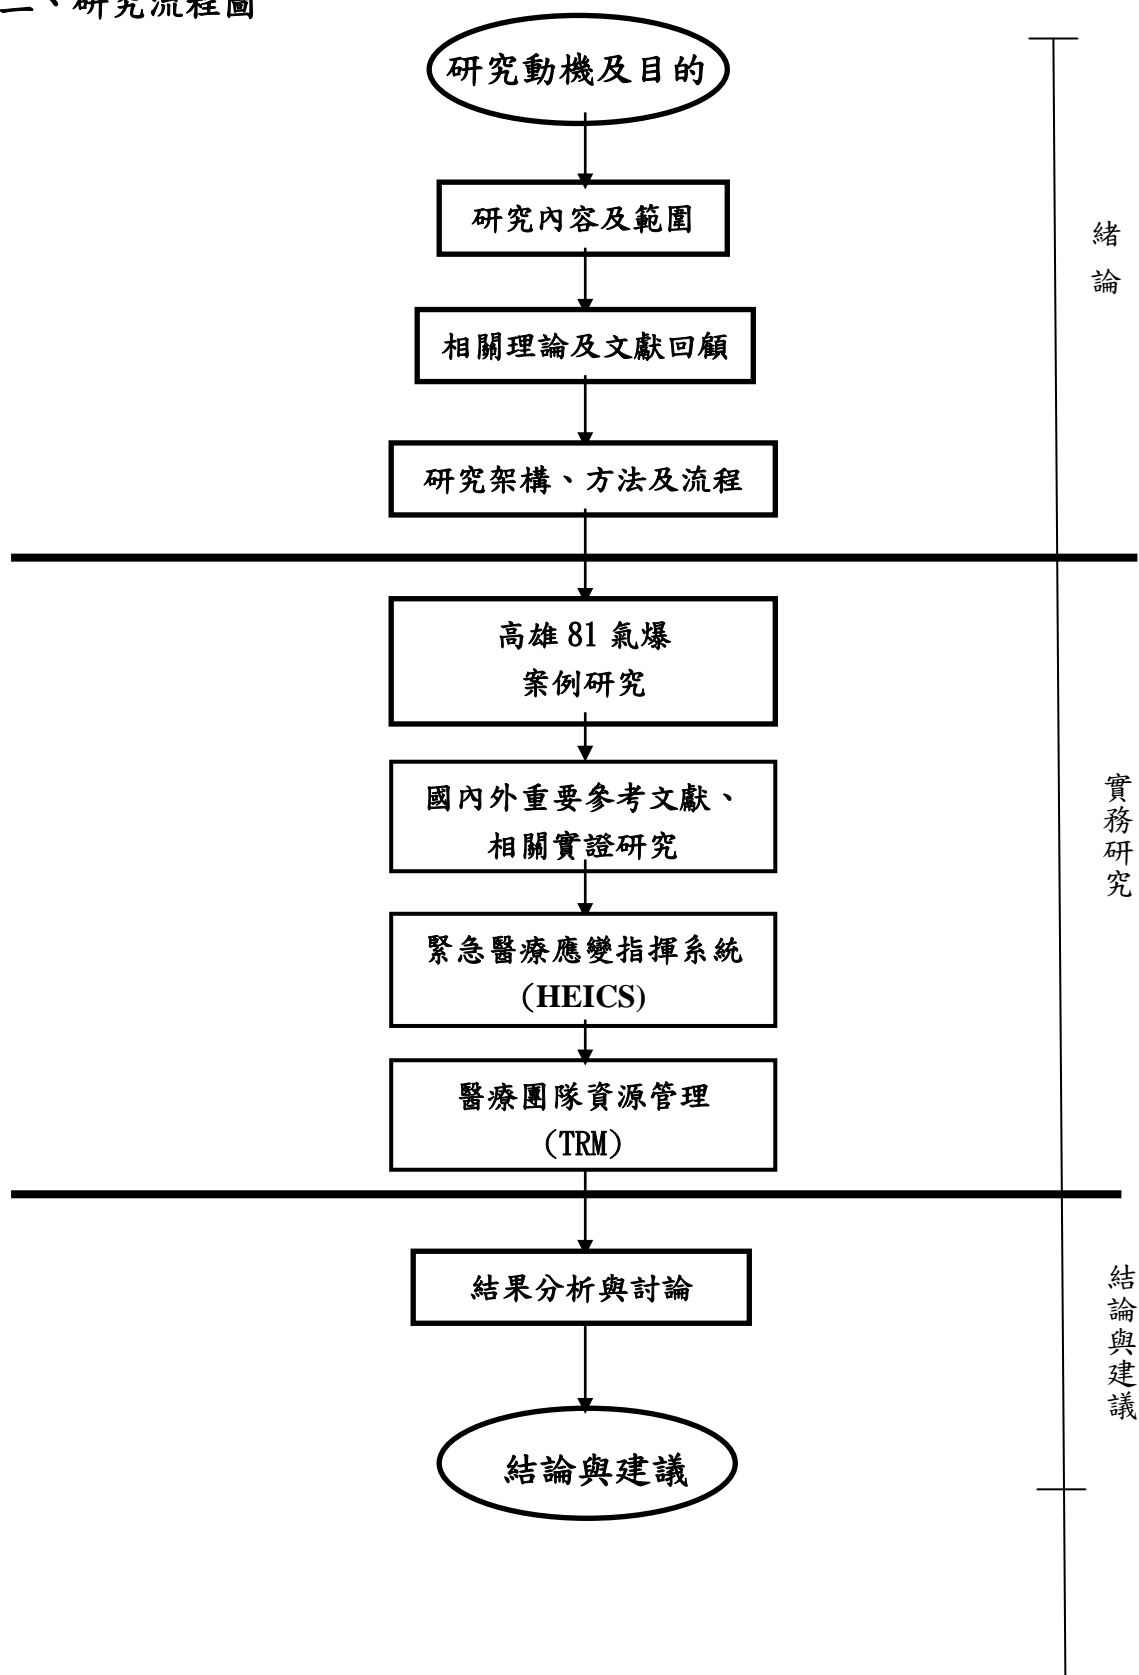 二、研究流程圖
研究動機及目的
研究內容及範圍
緒
論
相關理論及文獻回顧
研究架構、方法及流程
高雄 81 氣爆
案例研究
國內外重要參考文獻、
相關實證研究
實
務
研
究
緊急醫療應變指揮系統
(HEICS)
醫療團隊資源管理
(TRM)
結果分析與討論
結
論
與
建
議
結論與建議